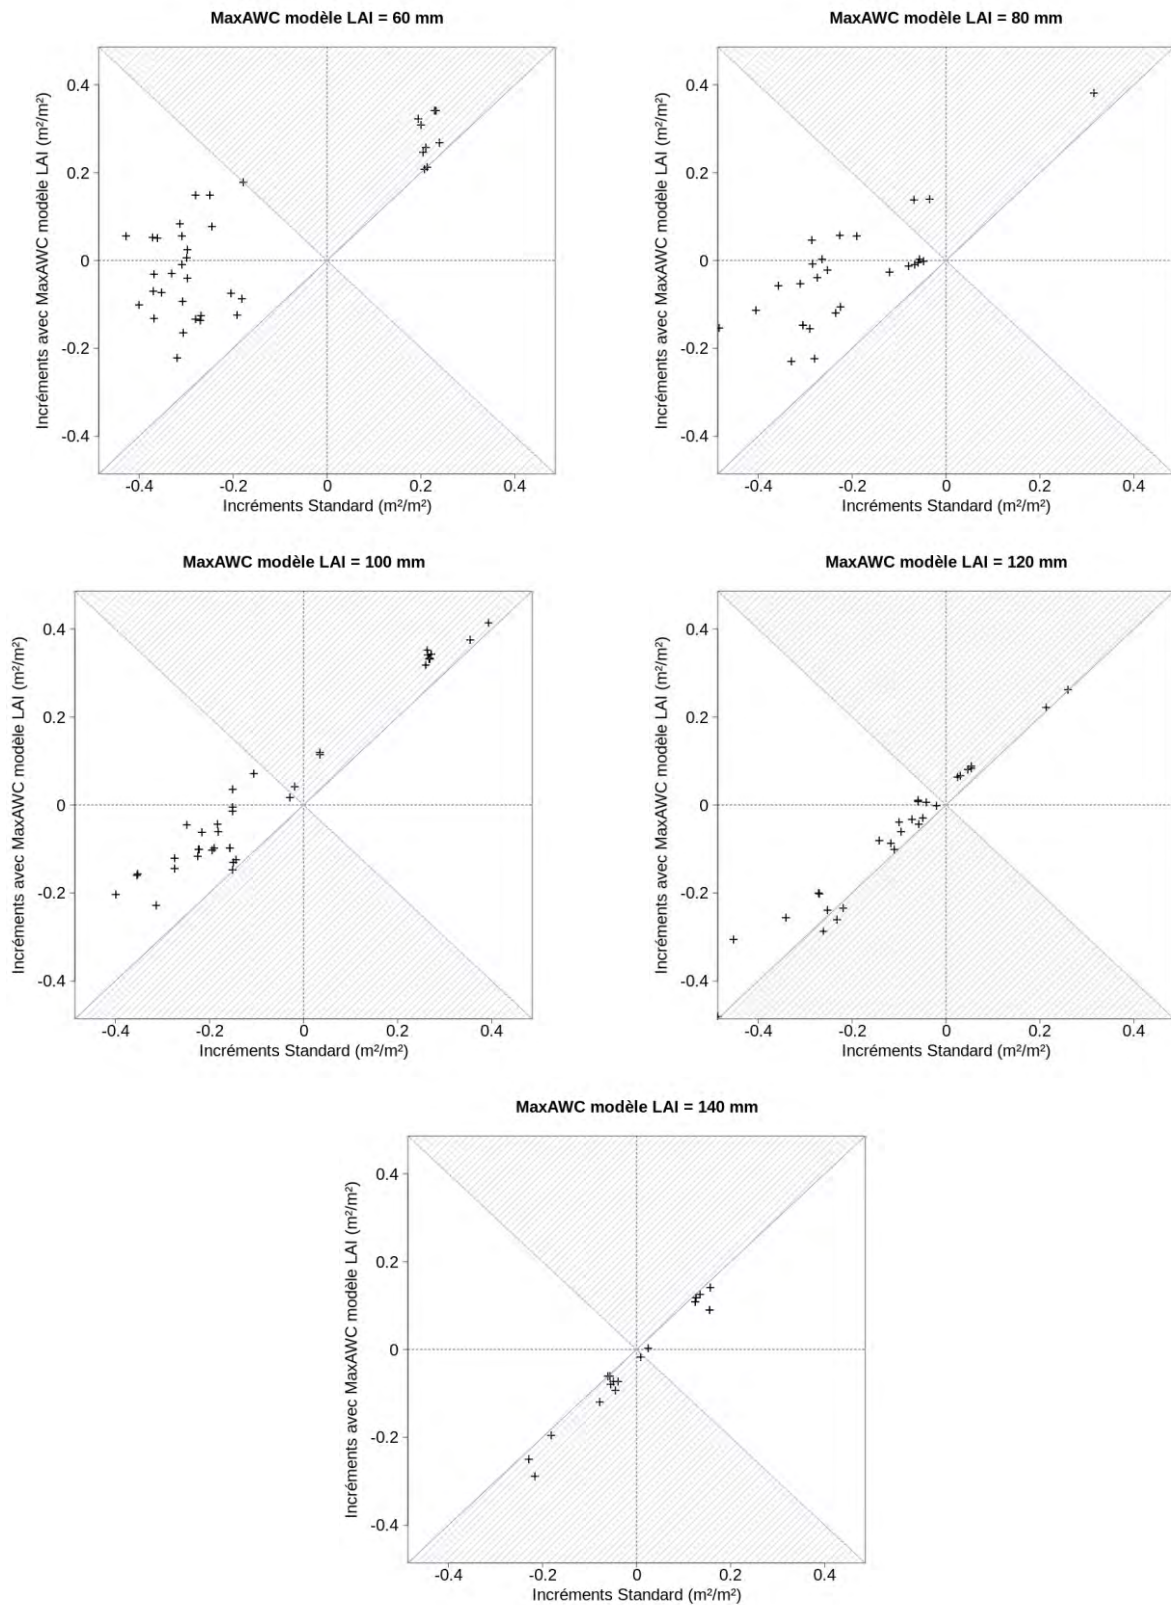 MaxAWC modèle LAI = 60 mm
Incréments avec MaxAWC modèle LAI (m²/m²)
0.4
0.2
0
-0.2
-0.4
-0.4 -0.2 0 0.2 0.4
Incréments Standard (m²/m²)
MaxAWC modèle LAI = 80 mm
Incréments avec MaxAWC modèle LAI (m²/m²)
0.4
0.2
0
-0.2
-0.4
-0.4 -0.2 0 0.2 0.4
Incréments Standard (m²/m²)
MaxAWC modèle LAI = 100 mm
Incréments avec MaxAWC modèle LAI (m²/m²)
0.4
0.2
0
-0.2
-0.4
-0.4 -0.2 0 0.2 0.4
Incréments Standard (m²/m²)
MaxAWC modèle LAI = 120 mm
Incréments avec MaxAWC modèle LAI (m²/m²)
0.4
0.2
0
-0.2
-0.4
-0.4 -0.2 0 0.2 0.4
Incréments Standard (m²/m²)
MaxAWC modèle LAI = 140 mm
Incréments avec MaxAWC modèle LAI (m²/m²)
0.4
0.2
0
-0.2
-0.4
-0.4 -0.2 0 0.2 0.4
Incréments Standard (m²/m²)